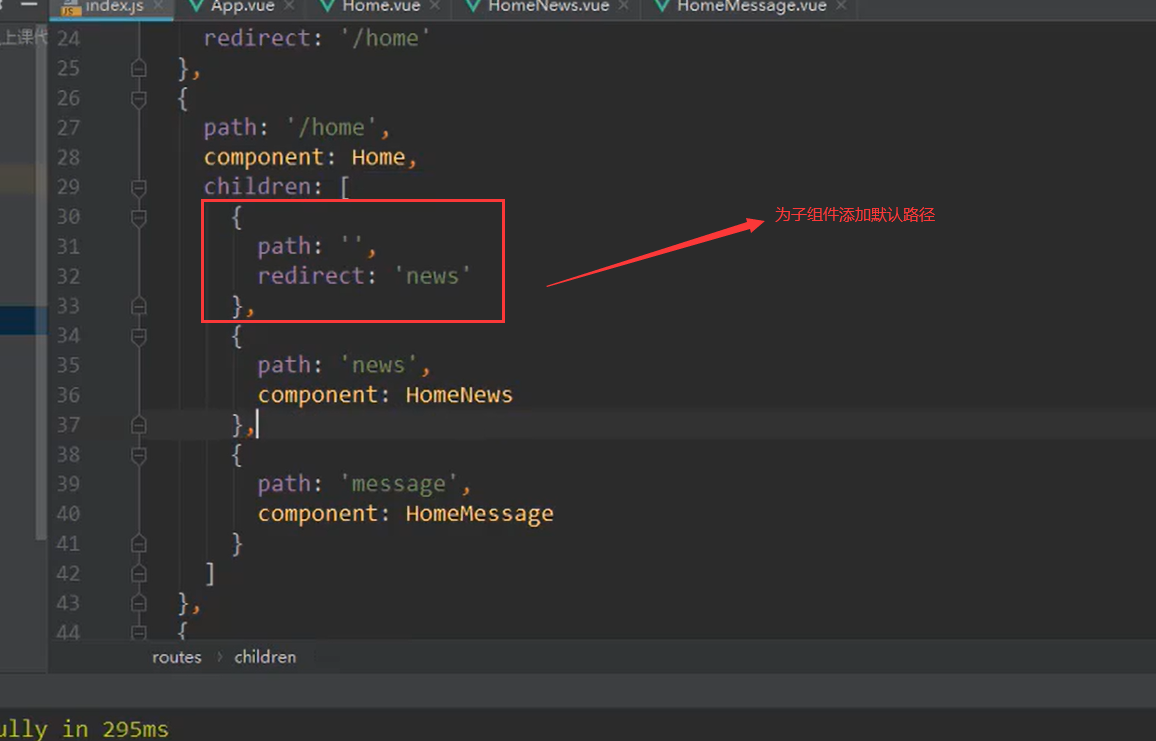 index.js App.vue Home.vue HomeNews.vue HomeMessage.vue
上课代
24 redirect: '/home'
25 },
26 {
27 path: '/home',
28 component: Home,
29 children: [
30 {
31 path: '',
32 redirect: 'news'
33 },
34 {
35 path: 'news',
36 component: HomeNews
37 },
38 {
39 path: 'message',
40 component: HomeMessage
41 }
42 ]
43 },
44 {
为子组件添加默认路径
routes › children
ully in 295ms